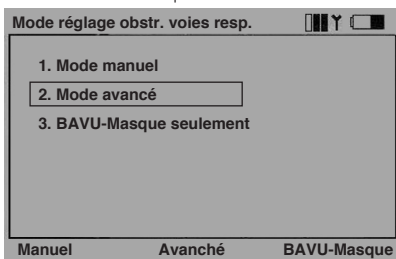 Mode réglage obstr. voies resp.
1. Mode manuel
2. Mode avancé
3. BAVU-Masque seulement
Manuel Avanché BAVU-Masque